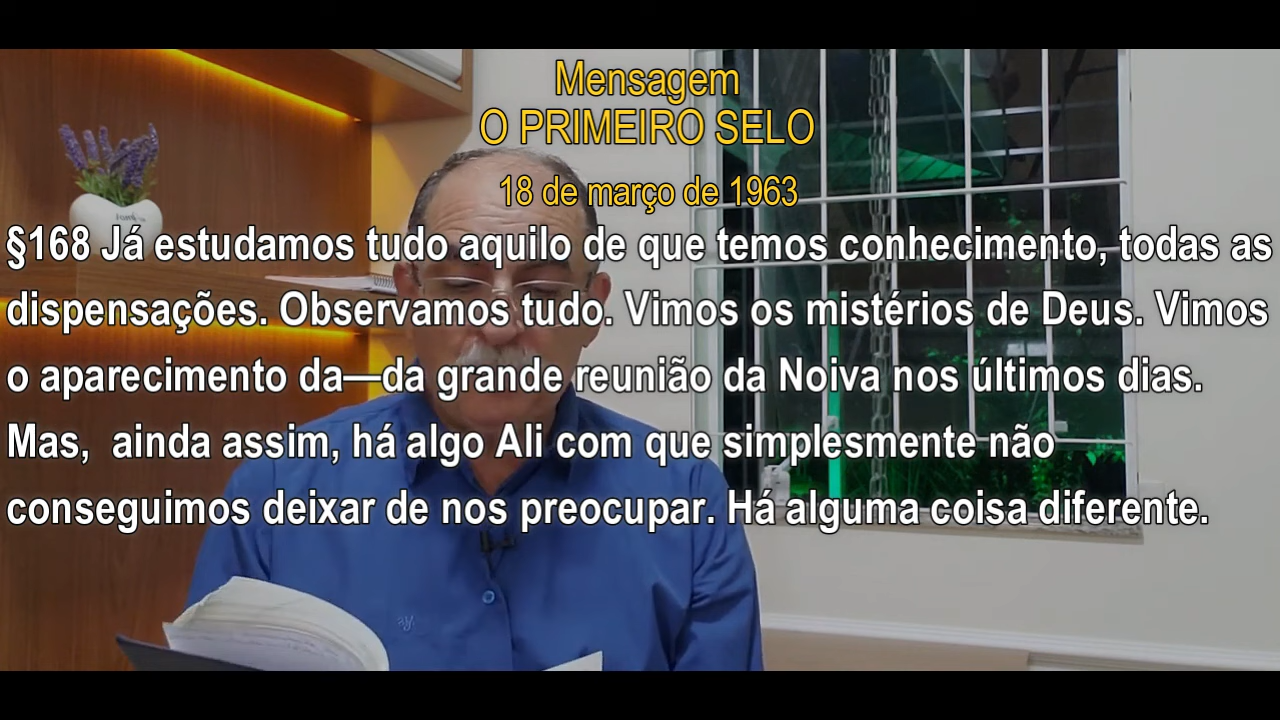 Mensagem
O PRIMEIRO SELO
18 de março de 1963
§168 Já estudamos tudo aquilo de que temos conhecimento, todas as
dispensações. Observamos tudo. Vimos os mistérios de Deus. Vimos
o aparecimento da—da grande reunião da Noiva nos últimos dias.
Mas,  ainda assim, há algo Ali com que simplesmente não
conseguimos deixar de nos preocupar. Há alguma coisa diferente.